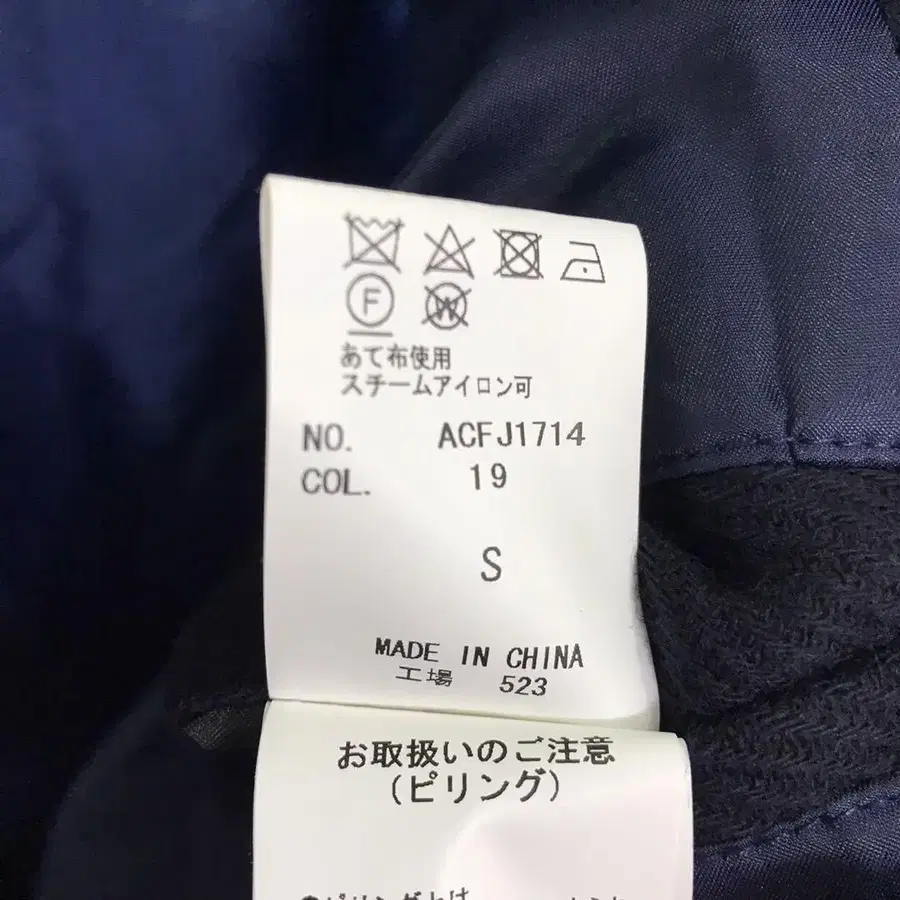 F W
あて布使用
スチームアイロン可
NO. ACFJ1714
COL. 19
S
MADE IN CHINA
工場 523
お取扱いのご注意
(ピリング)